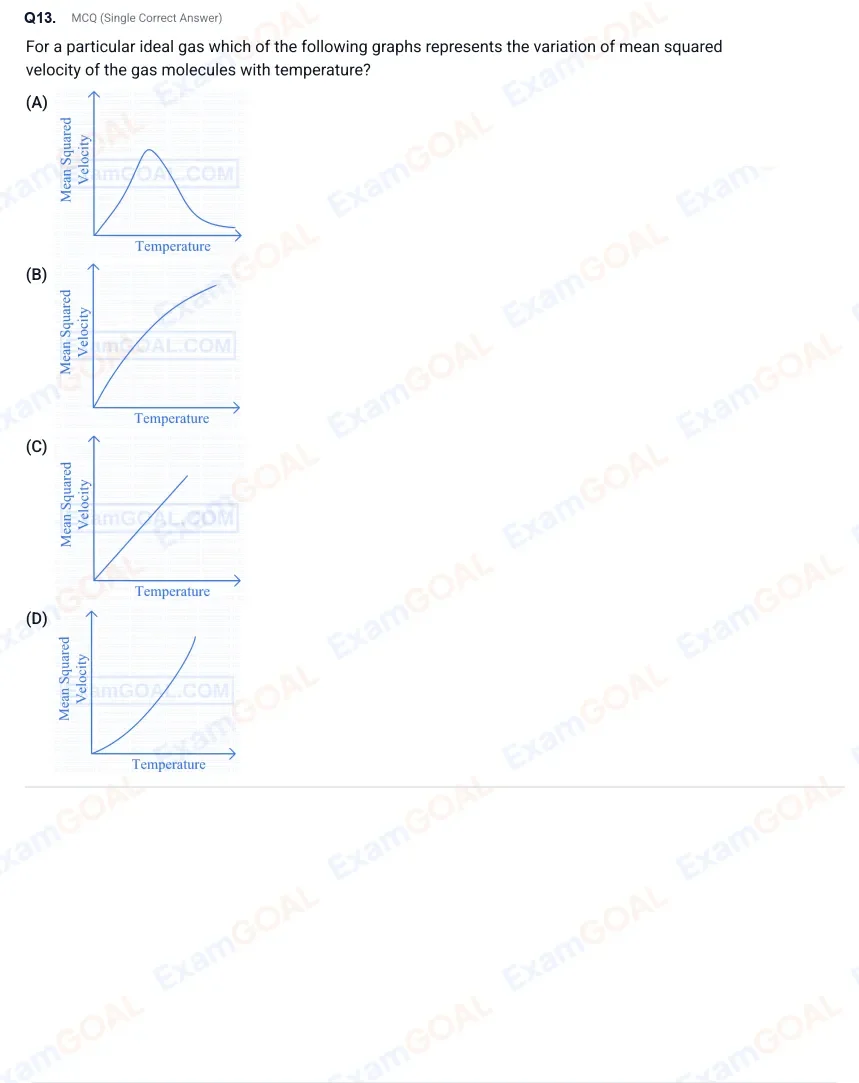 Q13. MCQ (Single Correct Answer)
For a particular ideal gas which of the following graphs represents the variation of mean squared
velocity of the gas molecules with temperature?
(A)
Mean Squared
Velocity
Temperature
(B)
Mean Squared
Velocity
Temperature
(C)
Mean Squared
Velocity
Temperature
(D)
Mean Squared
Velocity
Temperature
ExamGOAL